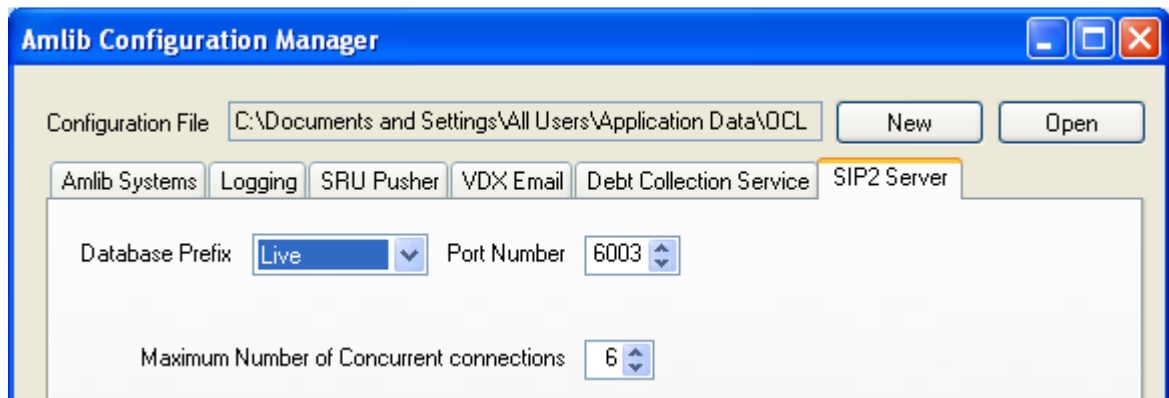 Amlib Configuration Manager
Configuration File C:\Documents and Settings\All Users\Application Data\OCL New Open
Amlib Systems Logging SRU Pusher VDX Email Debt Collection Service SIP2 Server
Database Prefix Live Port Number 6003
Maximum Number of Concurrent connections 6